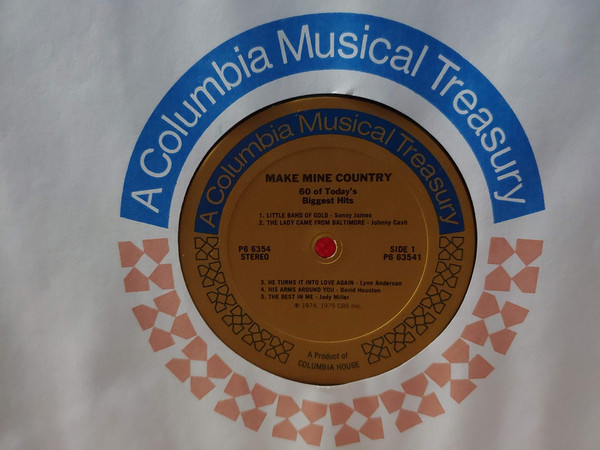 A Columbia Musical Treasury
A Columbia Musical Treasury
MAKE MINE COUNTRY
60 of Today's
Biggest Hits
1. LITTLE BAND OF GOLD - Sonny James
2. THE LADY CAME FROM BALTIMORE - Johnny Cash
P6 6354
STEREO
SIDE 1
P6 63541
3. HE TURNS IT INTO LOVE AGAIN - Lynn Anderson
4. HIS ARMS AROUND YOU - David Houston
5. THE BEST IN ME - Jody Miller
℗ 1974, 1975 CBS Inc.
A Product of
COLUMBIA HOUSE